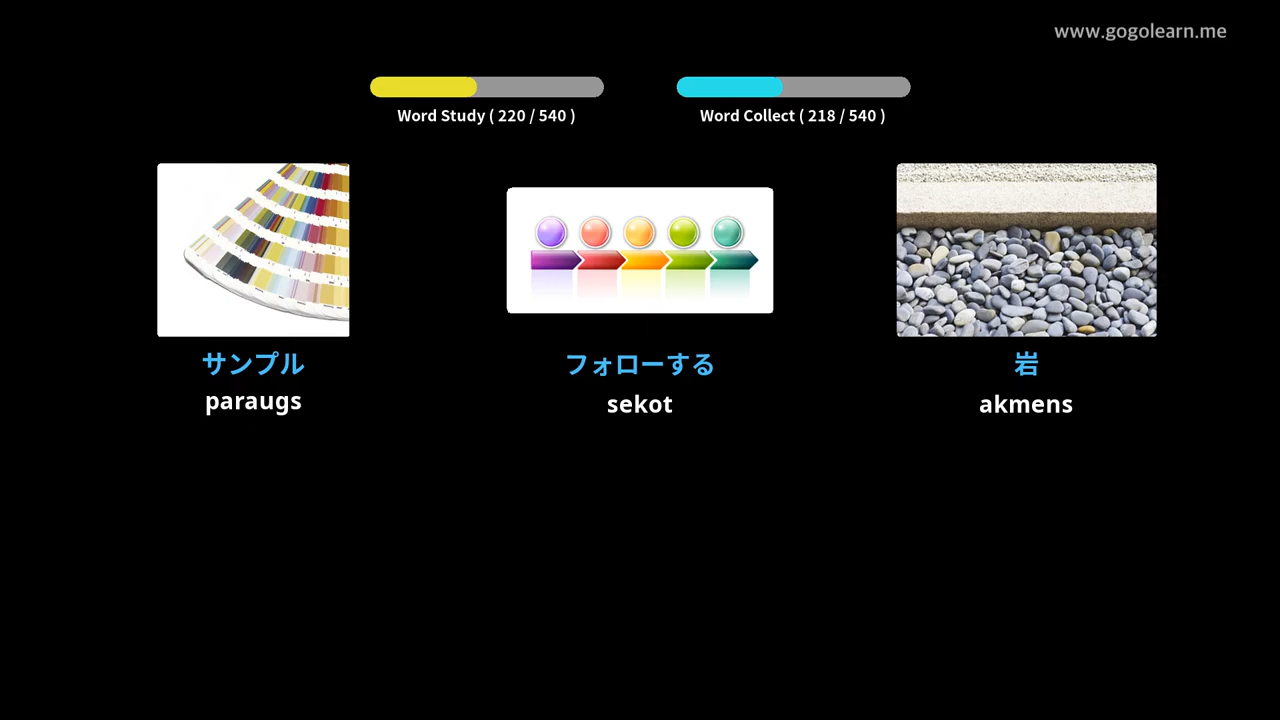 www.gogolearn.me
Word Study ( 220 / 540 )
Word Collect ( 218 / 540 )
サンプル
paraugs
フォローする
sekot
岩
akmens